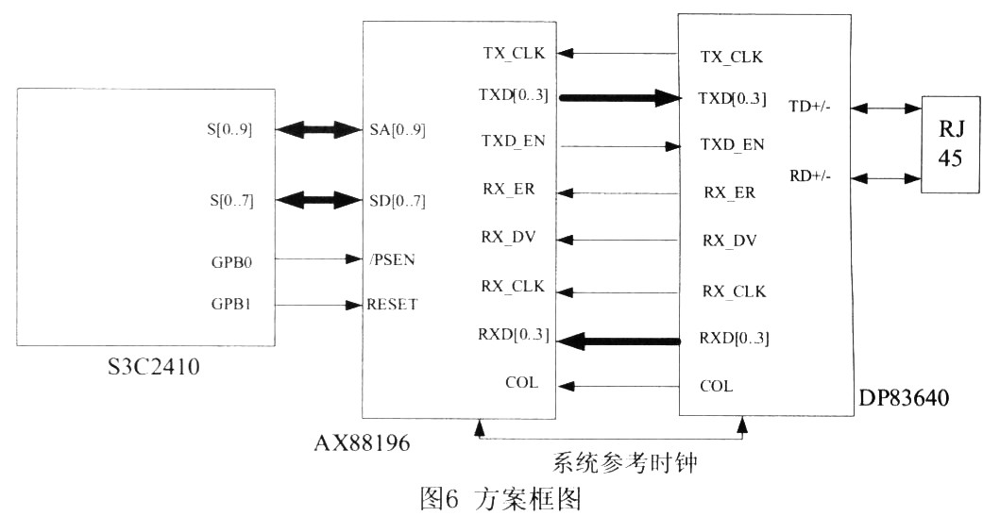 S[0..9]
S[0..7]
GPB0
GPB1
S3C2410
SA[0..9]
SD[0..7]
/PSEN
RESET
TX_CLK
TXD[0..3]
TXD_EN
RX_ER
RX_DV
RX_CLK
RXD[0..3]
COL
AX88196
TX_CLK
TXD[0..3]
TXD_EN
RX_ER
RX_DV
RX_CLK
RXD[0..3]
COL
TD+/-
RD+/-
DP83640
RJ
45
系统参考时钟
图6 方案框图